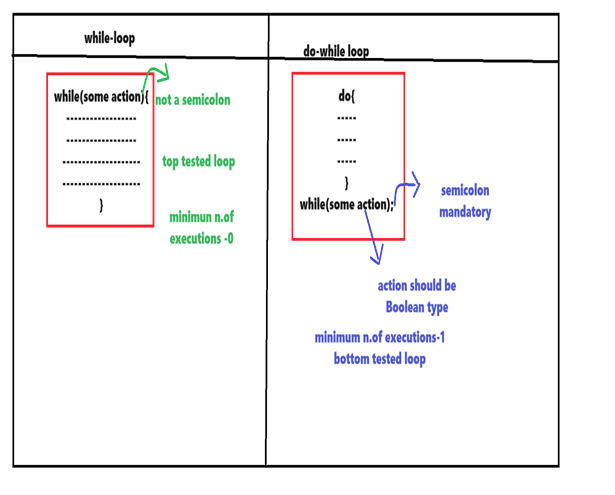 while-loop
do-while loop
while(some action){
------------------
------------------
--------------------
--------------------
}
not a semicolon
top tested loop
minimun n.of
executions -0
do{
-----
-----
-----
}
while(some action);
semicolon
mandatory
action should be
Boolean type
minimum n.of executions-1
bottom tested loop